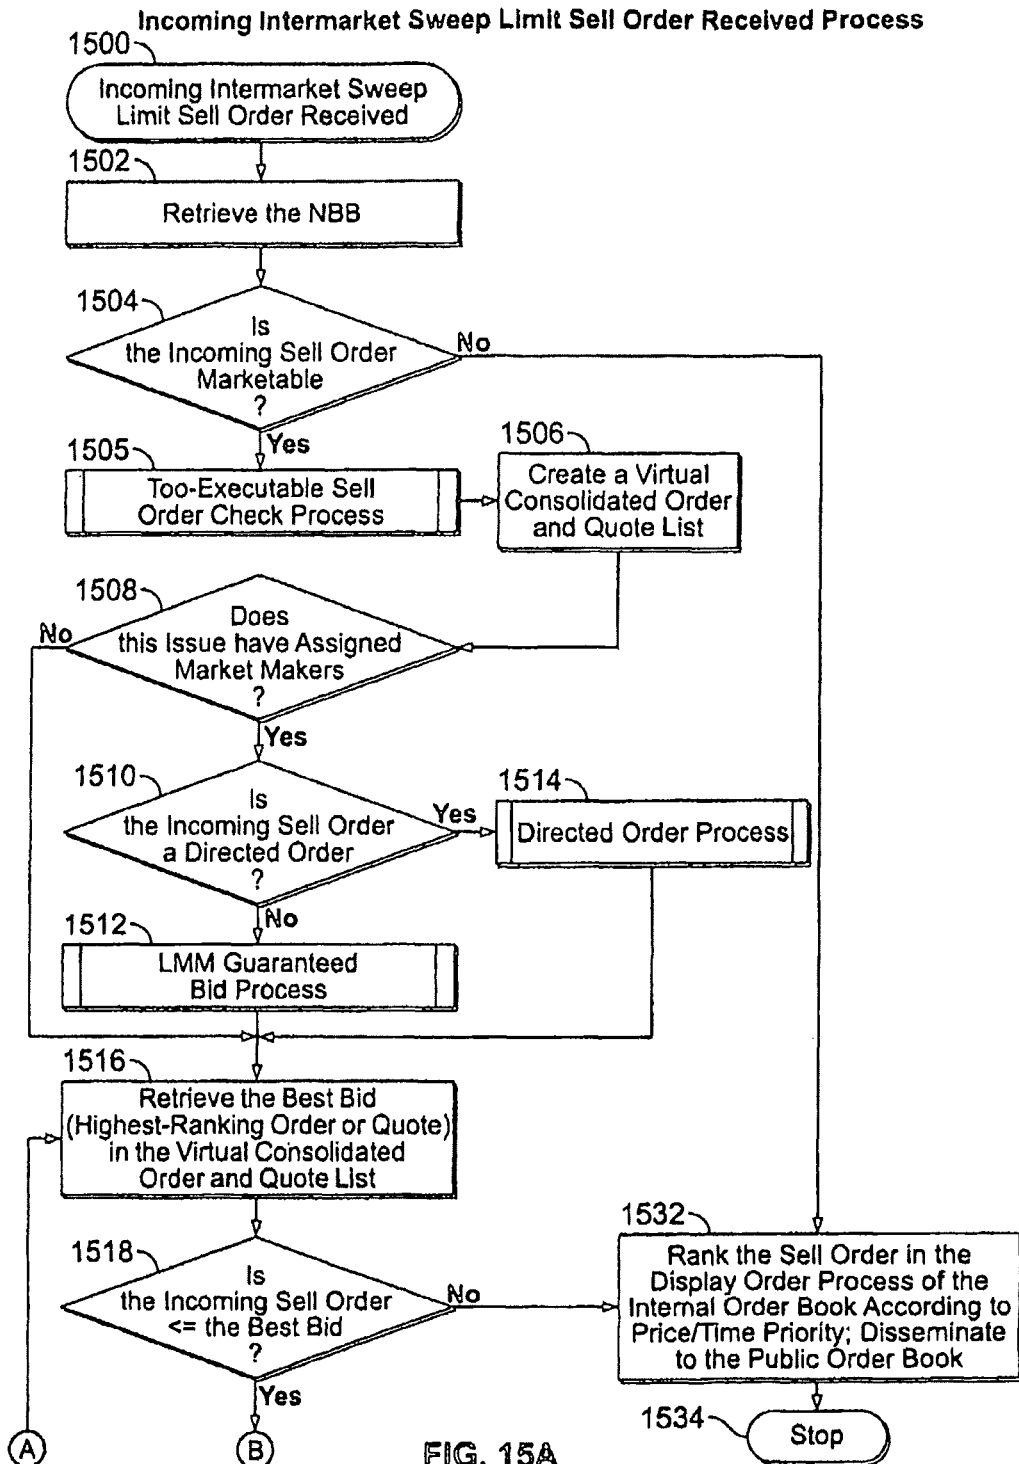 Incoming Intermarket Sweep Limit Sell Order Received Process
1500
Incoming Intermarket Sweep
Limit Sell Order Received
1502
Retrieve the NBB
1504
Is
the Incoming Sell Order
Marketable
?
No
Yes
1505
Too-Executable Sell
Order Check Process
1506
Create a Virtual
Consolidated Order
and Quote List
1508
Does
this Issue have Assigned
Market Makers
?
No
Yes
1510
Is
the Incoming Sell Order
a Directed Order
?
Yes
1514
Directed Order Process
No
1512
LMM Guaranteed
Bid Process
1516
Retrieve the Best Bid
(Highest-Ranking Order or Quote)
in the Virtual Consolidated
Order and Quote List
1518
Is
the Incoming Sell Order
<= the Best Bid
?
No
Yes
1532
Rank the Sell Order in the
Display Order Process of the
Internal Order Book According to
Price/Time Priority; Disseminate
to the Public Order Book
1534
Stop
A
B
FIG. 15A